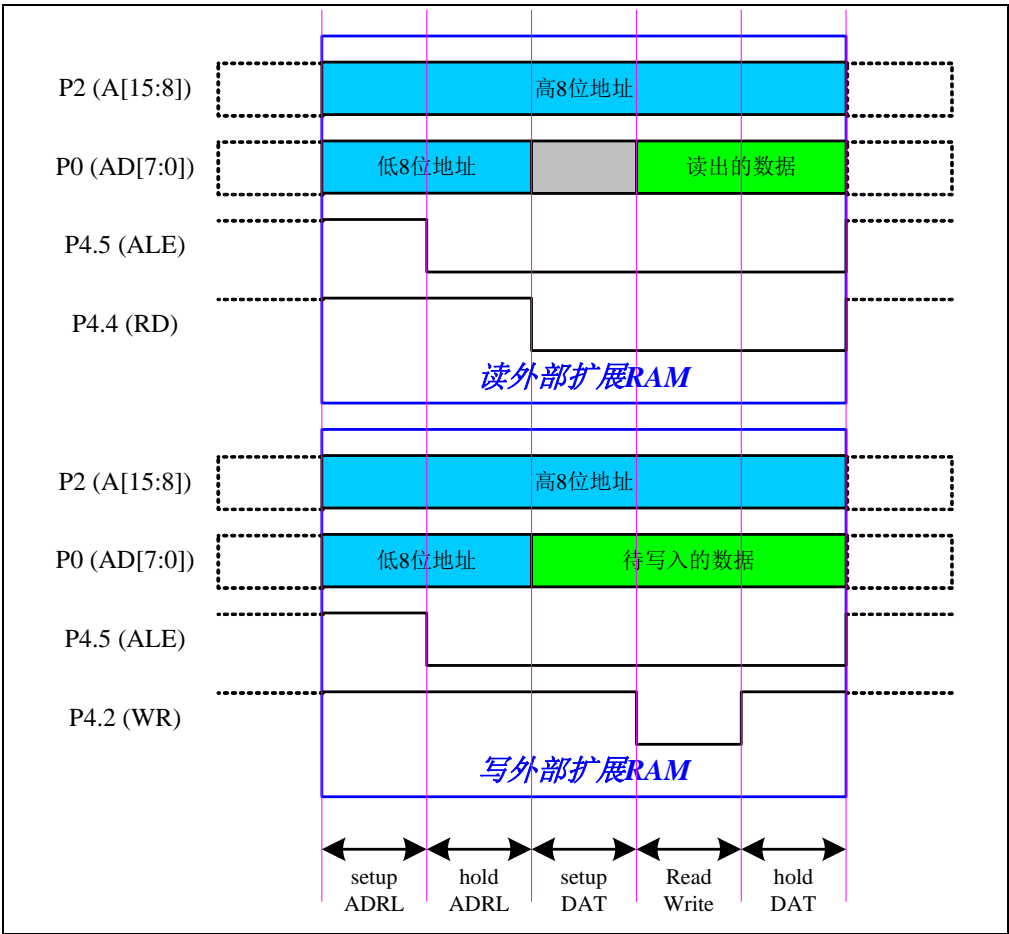 P2 (A[15:8])
高8位地址
P0 (AD[7:0])
低8位地址
读出的数据
P4.5 (ALE)
P4.4 (RD)
读外部扩展RAM
P2 (A[15:8])
高8位地址
P0 (AD[7:0])
低8位地址
待写入的数据
P4.5 (ALE)
P4.2 (WR)
写外部扩展RAM
setup
ADRL
hold
ADRL
setup
DAT
Read
Write
hold
DAT